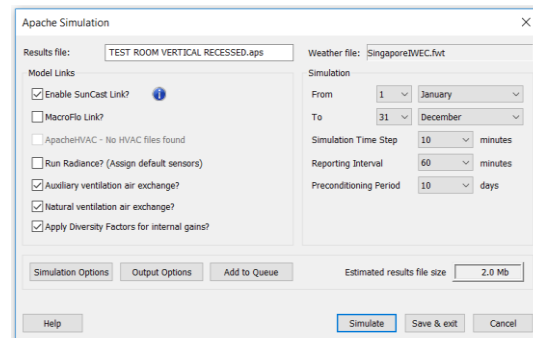 Apache Simulation
Results file: TEST ROOM VERTICAL RECESSED.aps Weather file: SingaporeIWEC.fwt
Model Links
Enable SunCast Link?
MacroFlo Link?
ApacheHVAC - No HVAC files found
Run Radiance? (Assign default sensors)
Auxiliary ventilation air exchange?
Natural ventilation air exchange?
Apply Diversity Factors for internal gains?
Simulation
From 1 January
To 31 December
Simulation Time Step 10 minutes
Reporting Interval 60 minutes
Preconditioning Period 10 days
Simulation Options Output Options Add to Queue Estimated results file size 2.0 Mb
Help Simulate Save & exit Cancel